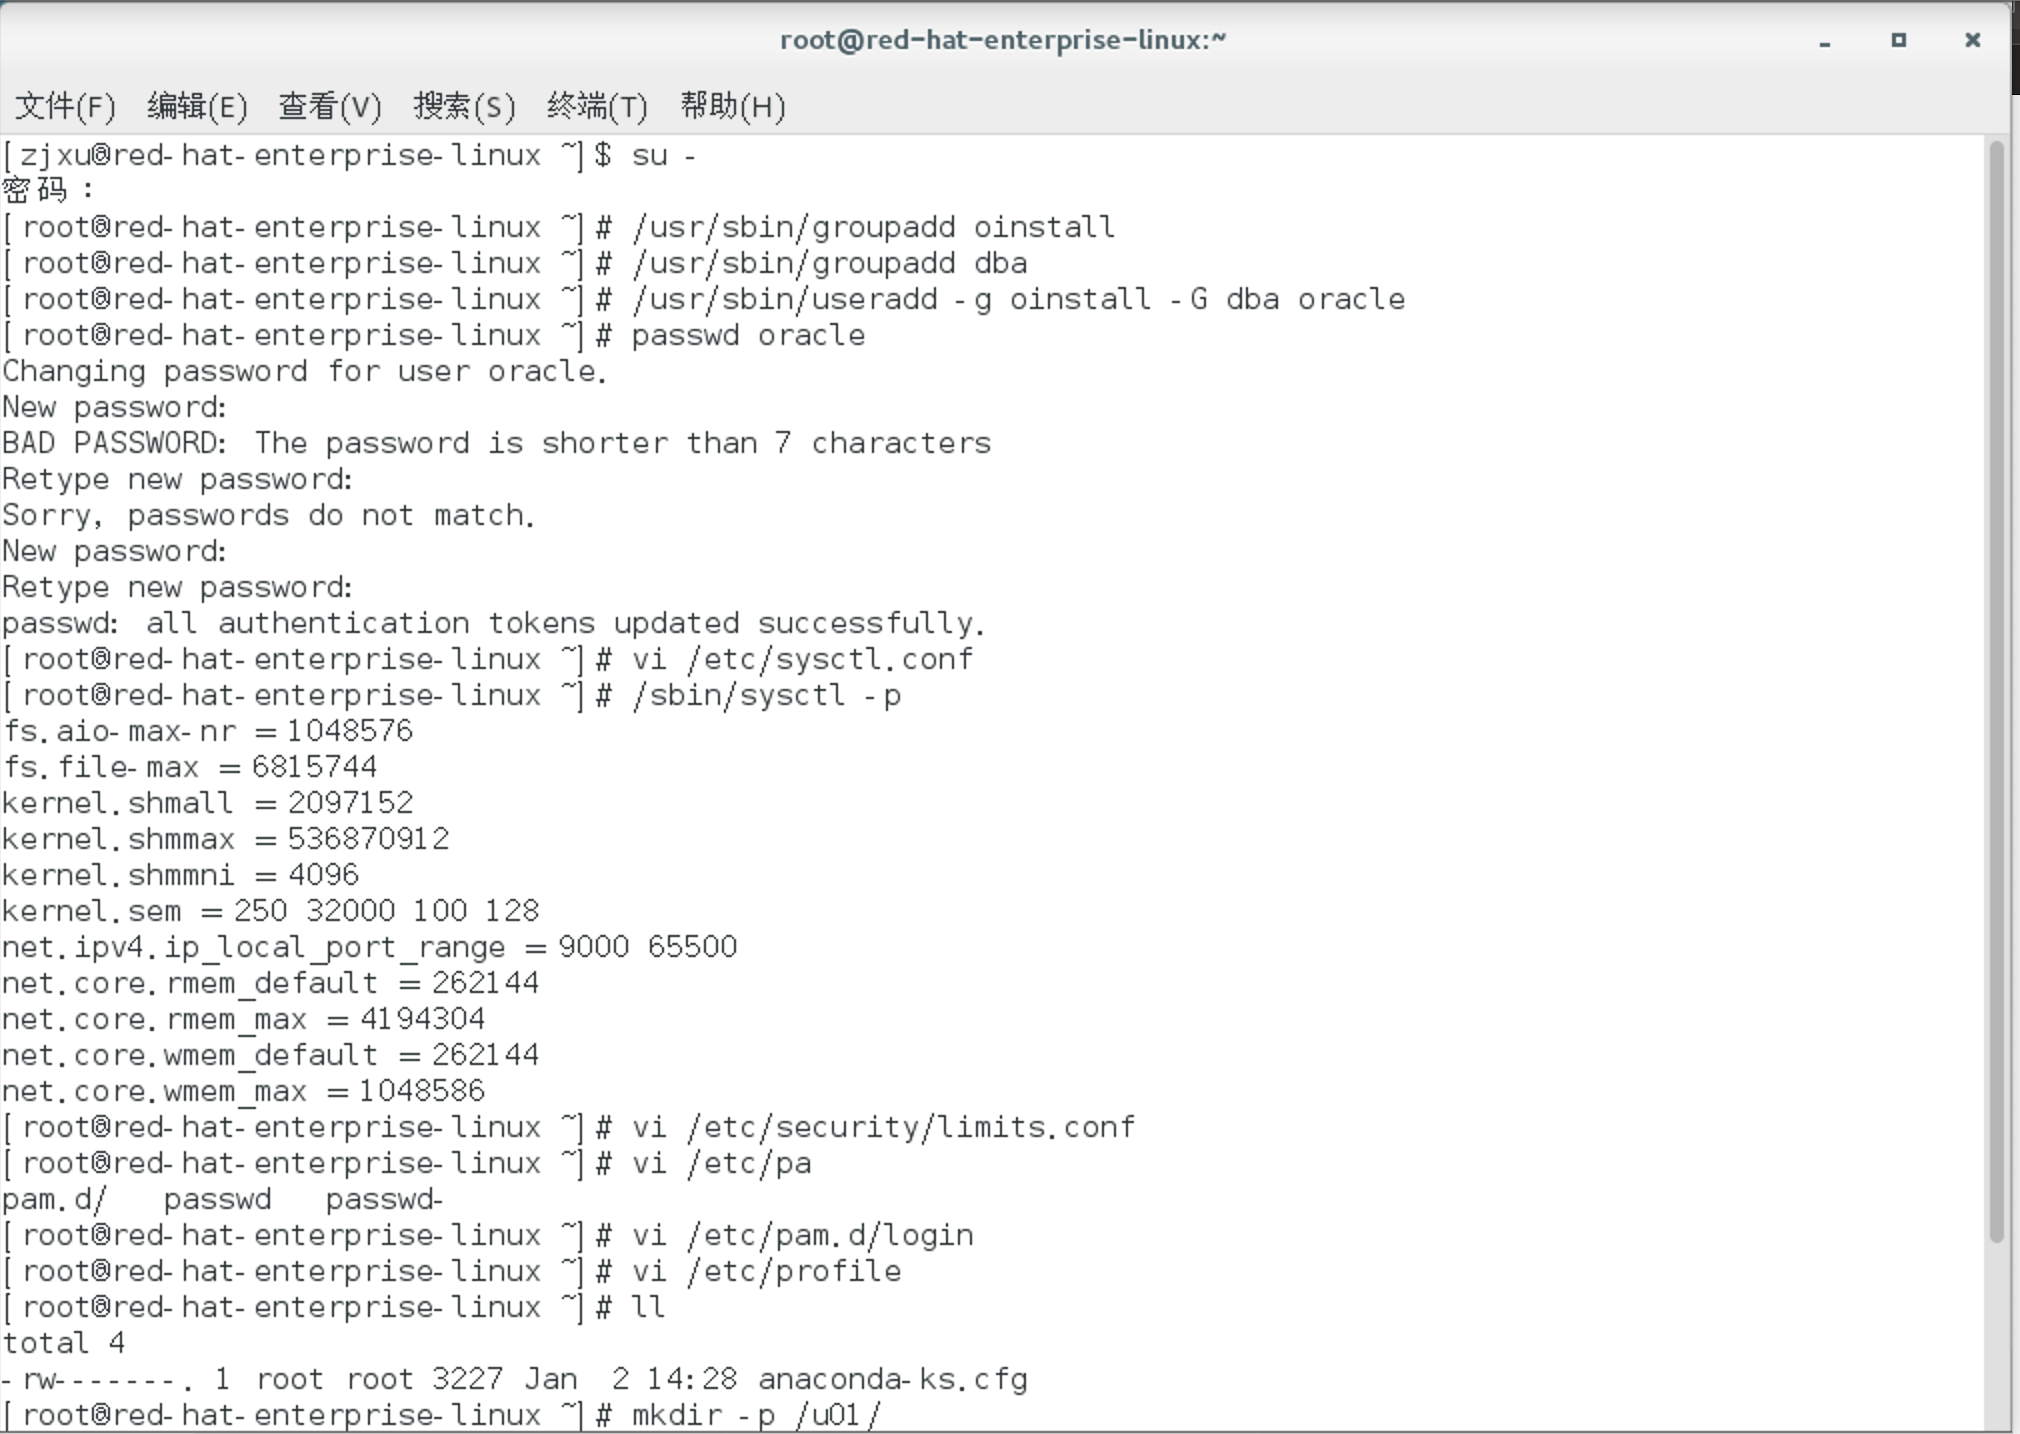 root@red-hat-enterprise-linux:~
文件(F) 编辑(E) 查看(V) 搜索(S) 终端(T) 帮助(H)
[zjxu@red-hat-enterprise-linux ~]$ su -
密码：
[root@red-hat-enterprise-linux ~]# /usr/sbin/groupadd oinstall
[root@red-hat-enterprise-linux ~]# /usr/sbin/groupadd dba
[root@red-hat-enterprise-linux ~]# /usr/sbin/useradd -g oinstall -G dba oracle
[root@red-hat-enterprise-linux ~]# passwd oracle
Changing password for user oracle.
New password:
BAD PASSWORD: The password is shorter than 7 characters
Retype new password:
Sorry, passwords do not match.
New password:
Retype new password:
passwd: all authentication tokens updated successfully.
[root@red-hat-enterprise-linux ~]# vi /etc/sysctl.conf
[root@red-hat-enterprise-linux ~]# /sbin/sysctl -p
fs.aio-max-nr = 1048576
fs.file-max = 6815744
kernel.shmall = 2097152
kernel.shmmax = 536870912
kernel.shmmni = 4096
kernel.sem = 250 32000 100 128
net.ipv4.ip_local_port_range = 9000 65500
net.core.rmem_default = 262144
net.core.rmem_max = 4194304
net.core.wmem_default = 262144
net.core.wmem_max = 1048586
[root@red-hat-enterprise-linux ~]# vi /etc/security/limits.conf
[root@red-hat-enterprise-linux ~]# vi /etc/pa
pam.d/   passwd   passwd-
[root@red-hat-enterprise-linux ~]# vi /etc/pam.d/login
[root@red-hat-enterprise-linux ~]# vi /etc/profile
[root@red-hat-enterprise-linux ~]# ll
total 4
-rw-------. 1 root root 3227 Jan  2 14:28 anaconda-ks.cfg
[root@red-hat-enterprise-linux ~]# mkdir -p /u01/